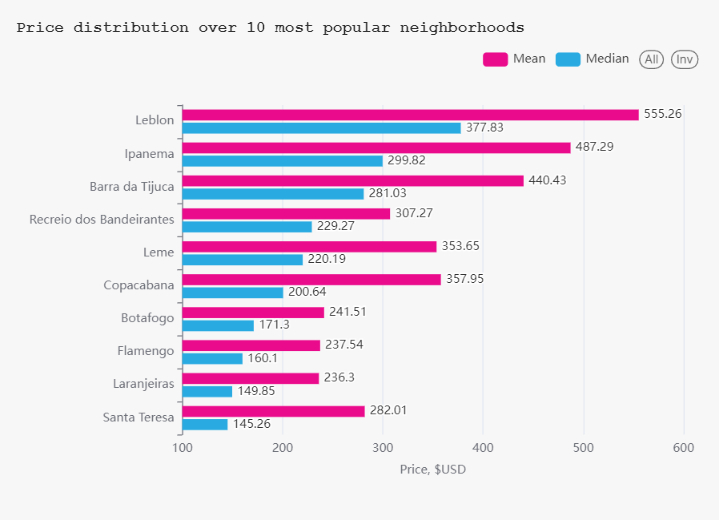 Price distribution over 10 most popular neighborhoods
Mean Median All Inv
Leblon 555.26
377.83
Ipanema 487.29
299.82
Barra da Tijuca 440.43
281.03
Recreio dos Bandeirantes 307.27
229.27
Leme 353.65
220.19
Copacabana 357.95
200.64
Botafogo 241.51
171.3
Flamengo 237.54
160.1
Laranjeiras 236.3
149.85
Santa Teresa 282.01
145.26
100 200 300 400 500 600
Price, $USD